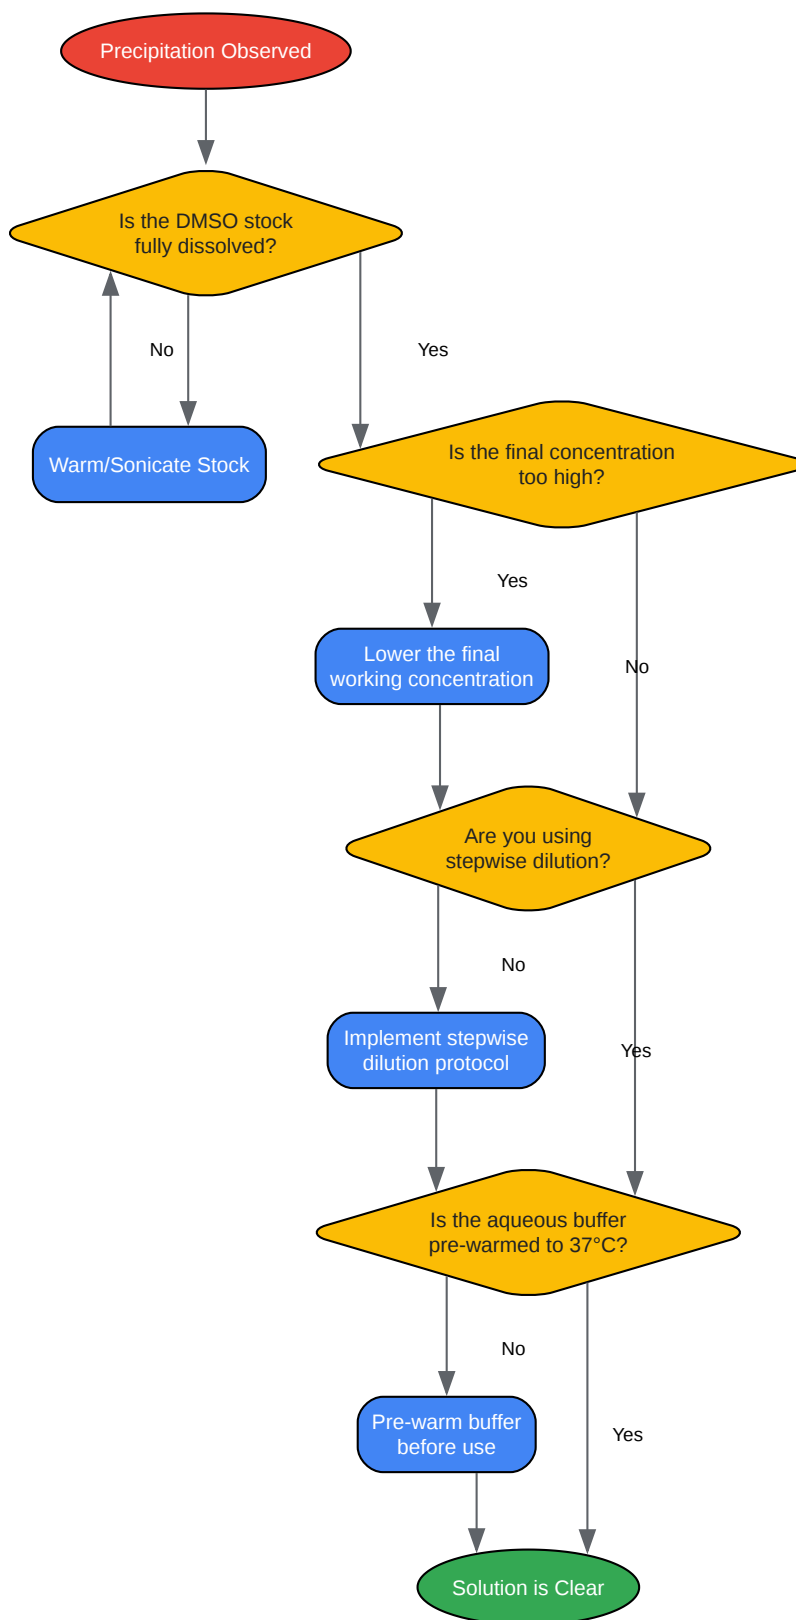 Precipitation Observed
Is the DMSO stock
fully dissolved?
No
Yes
Warm/Sonicate Stock
Is the final concentration
too high?
Yes
Lower the final
working concentration
No
Are you using
stepwise dilution?
No
Implement stepwise
dilution protocol
Yes
Is the aqueous buffer
pre-warmed to 37°C?
No
Pre-warm buffer
before use
Yes
Solution is Clear